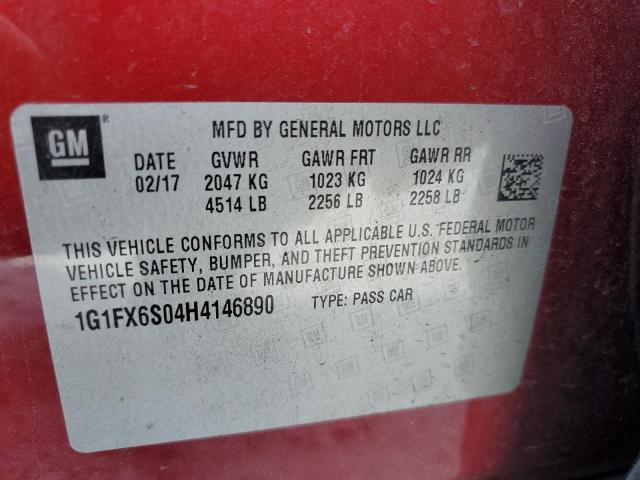 GM ®
MFD BY GENERAL MOTORS LLC
DATE GVWR GAWR FRT GAWR RR
02/17 2047 KG 1023 KG 1024 KG
4514 LB 2256 LB 2258 LB
THIS VEHICLE CONFORMS TO ALL APPLICABLE U.S. FEDERAL MOTOR
VEHICLE SAFETY, BUMPER, AND THEFT PREVENTION STANDARDS IN
EFFECT ON THE DATE OF MANUFACTURE SHOWN ABOVE.
1G1FX6S04H4146890 TYPE: PASS CAR